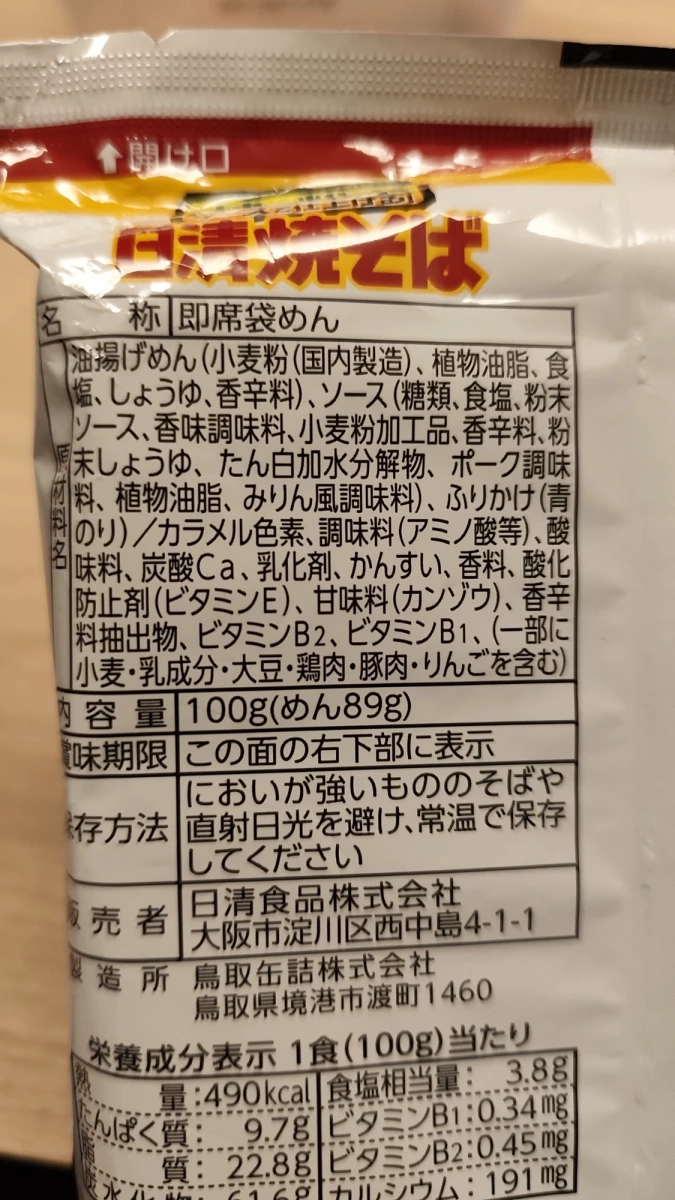 ↑開け口
日清焼そば
名称 即席袋めん
原材料名
油揚げめん(小麦粉(国内製造)、植物油脂、食
塩、しょうゆ、香辛料)、ソース(糖類、食塩、粉末
ソース、香味調味料、小麦粉加工品、香辛料、粉
末しょうゆ、たん白加水分解物、ポーク調味
料、植物油脂、みりん風調味料)、ふりかけ(青
のり)/カラメル色素、調味料(アミノ酸等)、酸
味料、炭酸Ca、乳化剤、かんすい、香料、酸化
防止剤(ビタミンE)、甘味料(カンゾウ)、香辛
料抽出物、ビタミンB2、ビタミンB1、(一部に
小麦・乳成分・大豆・鶏肉・豚肉・りんごを含む)
内容量 100g(めん89g)
賞味期限 この面の右下部に表示
保存方法
においが強いもののそばや
直射日光を避け、常温で保存
してください
販売者
日清食品株式会社
大阪市淀川区西中島4-1-1
製造所 鳥取缶詰株式会社
鳥取県境港市渡町1460
栄養成分表示 1食(100g)当たり
熱量:490kcal 食塩相当量: 3.8g
たんぱく質: 9.7g ビタミンB1:0.34mg
脂質: 22.8g ビタミンB2:0.45mg
炭水化物: 61.6g カルシウム: 191mg